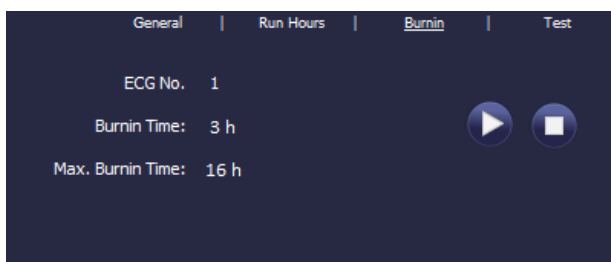 General | Run Hours | Burnin | Test
ECG No. 1
Burnin Time: 3 h
Max. Burnin Time: 16 h